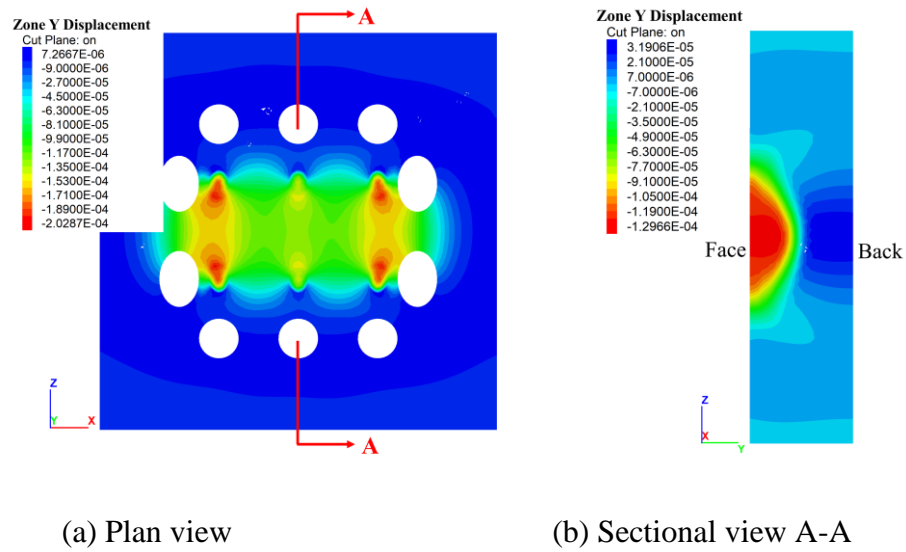 Zone Y Displacement
Cut Plane: on
7.2667E-06
-9.0000E-06
-2.7000E-05
-4.5000E-05
-6.3000E-05
-8.1000E-05
-9.9000E-05
-1.1700E-04
-1.3500E-04
-1.5300E-04
-1.7100E-04
-1.8900E-04
-2.0287E-04
A
A
Z
Y
X
Zone Y Displacement
Cut Plane: on
3.1906E-05
2.1000E-05
7.0000E-06
-7.0000E-06
-2.1000E-05
-3.5000E-05
-4.9000E-05
-6.3000E-05
-7.7000E-05
-9.1000E-05
-1.0500E-04
-1.1900E-04
-1.2966E-04
Face
Back
Z
X
Y
(a) Plan view
(b) Sectional view A-A